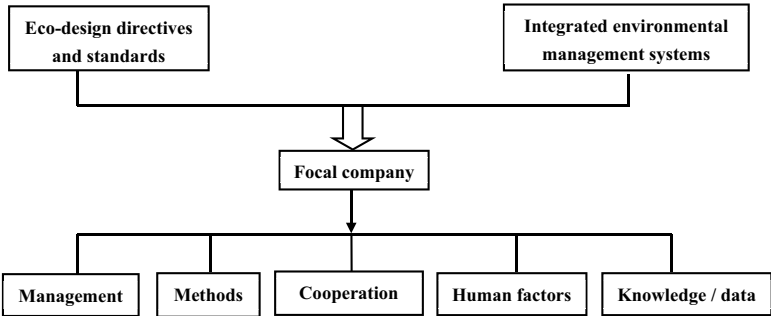 Eco-design directives
and standards
Integrated environmental
management systems
Focal company
Management
Methods
Cooperation
Human factors
Knowledge / data